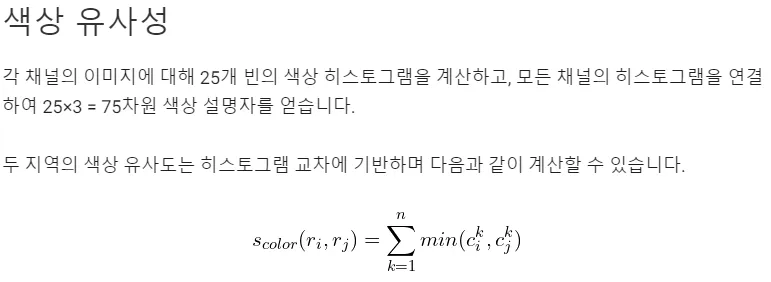 색상 유사성
각 채널의 이미지에 대해 25개 빈의 색상 히스토그램을 계산하고, 모든 채널의 히스토그램을 연결
하여 25×3 = 75차원 색상 설명자를 얻습니다.
두 지역의 색상 유사도는 히스토그램 교차에 기반하며 다음과 같이 계산할 수 있습니다.
s_{color}(r_i, r_j) = \sum_{k=1}^{n} min(c_i^k, c_j^k)